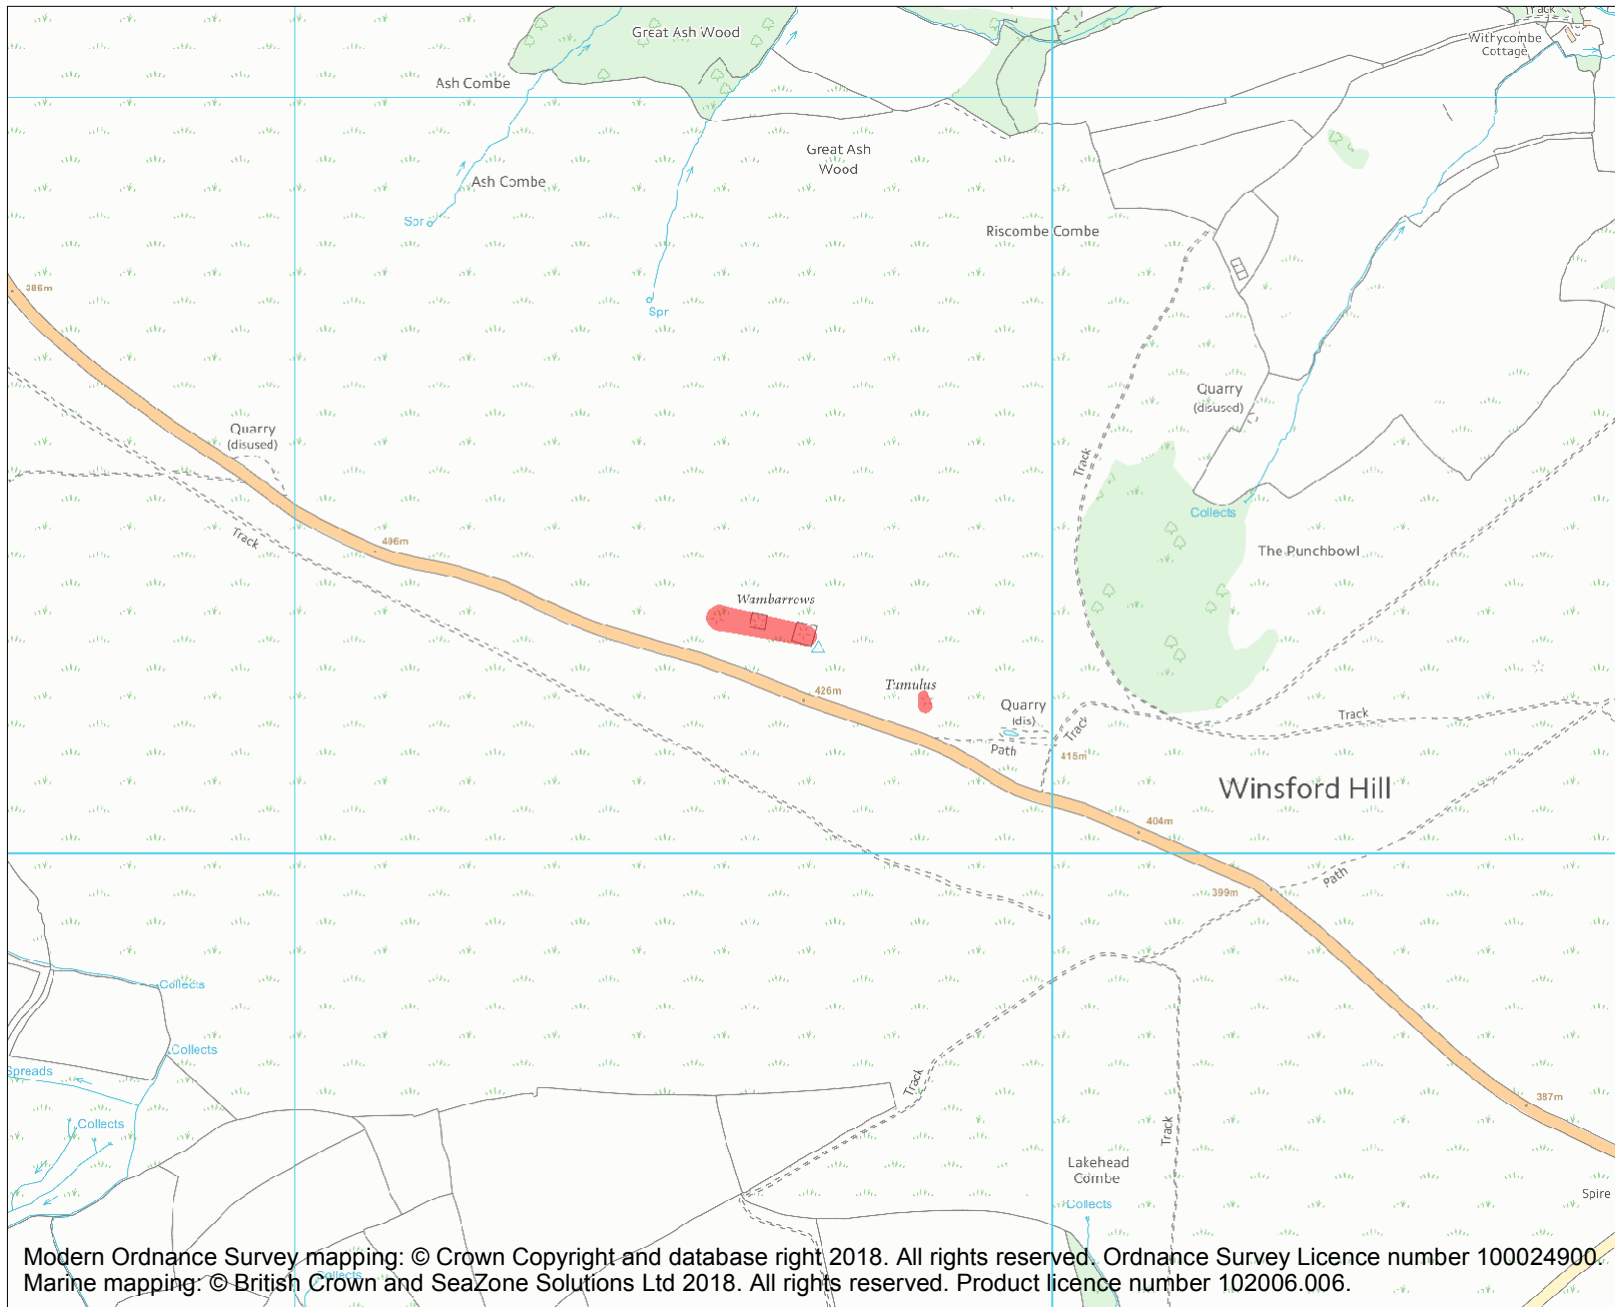 Great Ash Wood
Track
Withycombe
Cottage
Ash Combe
Great Ash
Wood
Ash Combe
Spr
Riscombe Combe
386m
Spr
Quarry
(disused)
Quarry
(disused)
Track
Collects
Track
406m
The Punchbowl
Wambarrows
Tumulus
426m
Quarry
(dis)
Track
Track
Path
415m
Winsford Hill
404m
Path
399m
Collects
Collects
Spreads
Track
387m
Collects
Track
Lakehead
Combe
Spire
Collects
Collects
Modern Ordnance Survey mapping: © Crown Copyright and database right 2018. All rights reserved. Ordnance Survey Licence number 100024900.
Marine mapping: © British Crown and SeaZone Solutions Ltd 2018. All rights reserved. Product licence number 102006.006.